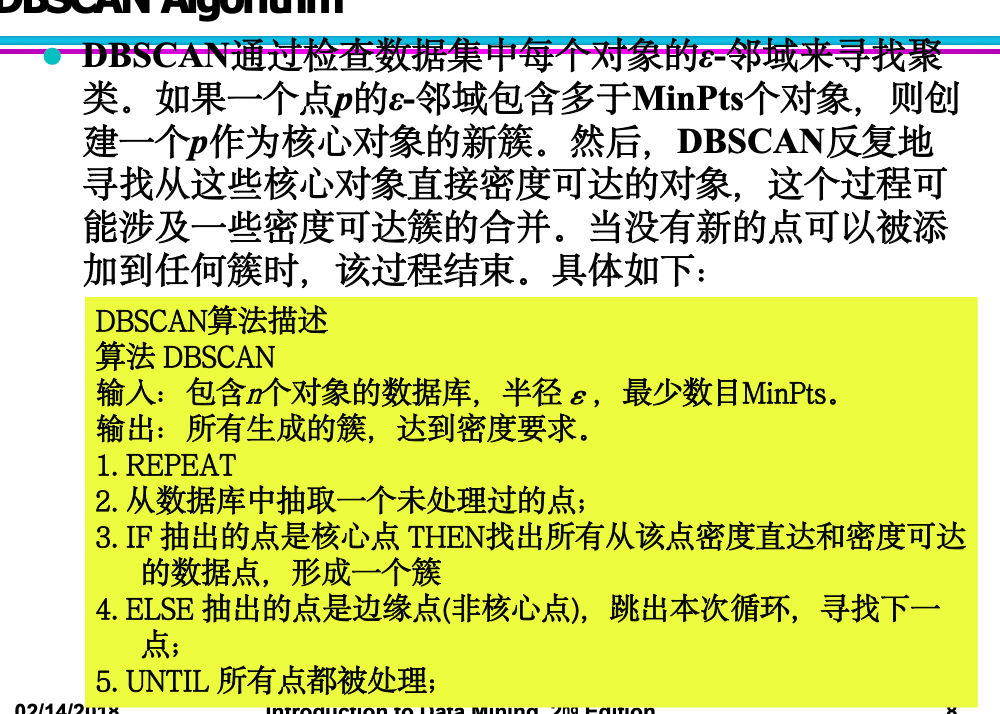 DBSCAN Algorithm
DBSCAN通过检查数据集中每个对象的ε-邻域来寻找聚
类。如果一个点p的ε-邻域包含多于MinPts个对象，则创
建一个p作为核心对象的新簇。然后，DBSCAN反复地
寻找从这些核心对象直接密度可达的对象，这个过程可
能涉及一些密度可达簇的合并。当没有新的点可以被添
加到任何簇时，该过程结束。具体如下：
DBSCAN算法描述
算法 DBSCAN
输入：包含n个对象的数据库，半径 ε ，最少数目MinPts。
输出：所有生成的簇，达到密度要求。
1. REPEAT
2. 从数据库中抽取一个未处理过的点；
3. IF 抽出的点是核心点 THEN找出所有从该点密度直达和密度可达
的数据点，形成一个簇
4. ELSE 抽出的点是边缘点(非核心点)，跳出本次循环，寻找下一
点；
5. UNTIL 所有点都被处理；
02/14/2018 Introduction to Data Mining, 2nd Edition 8